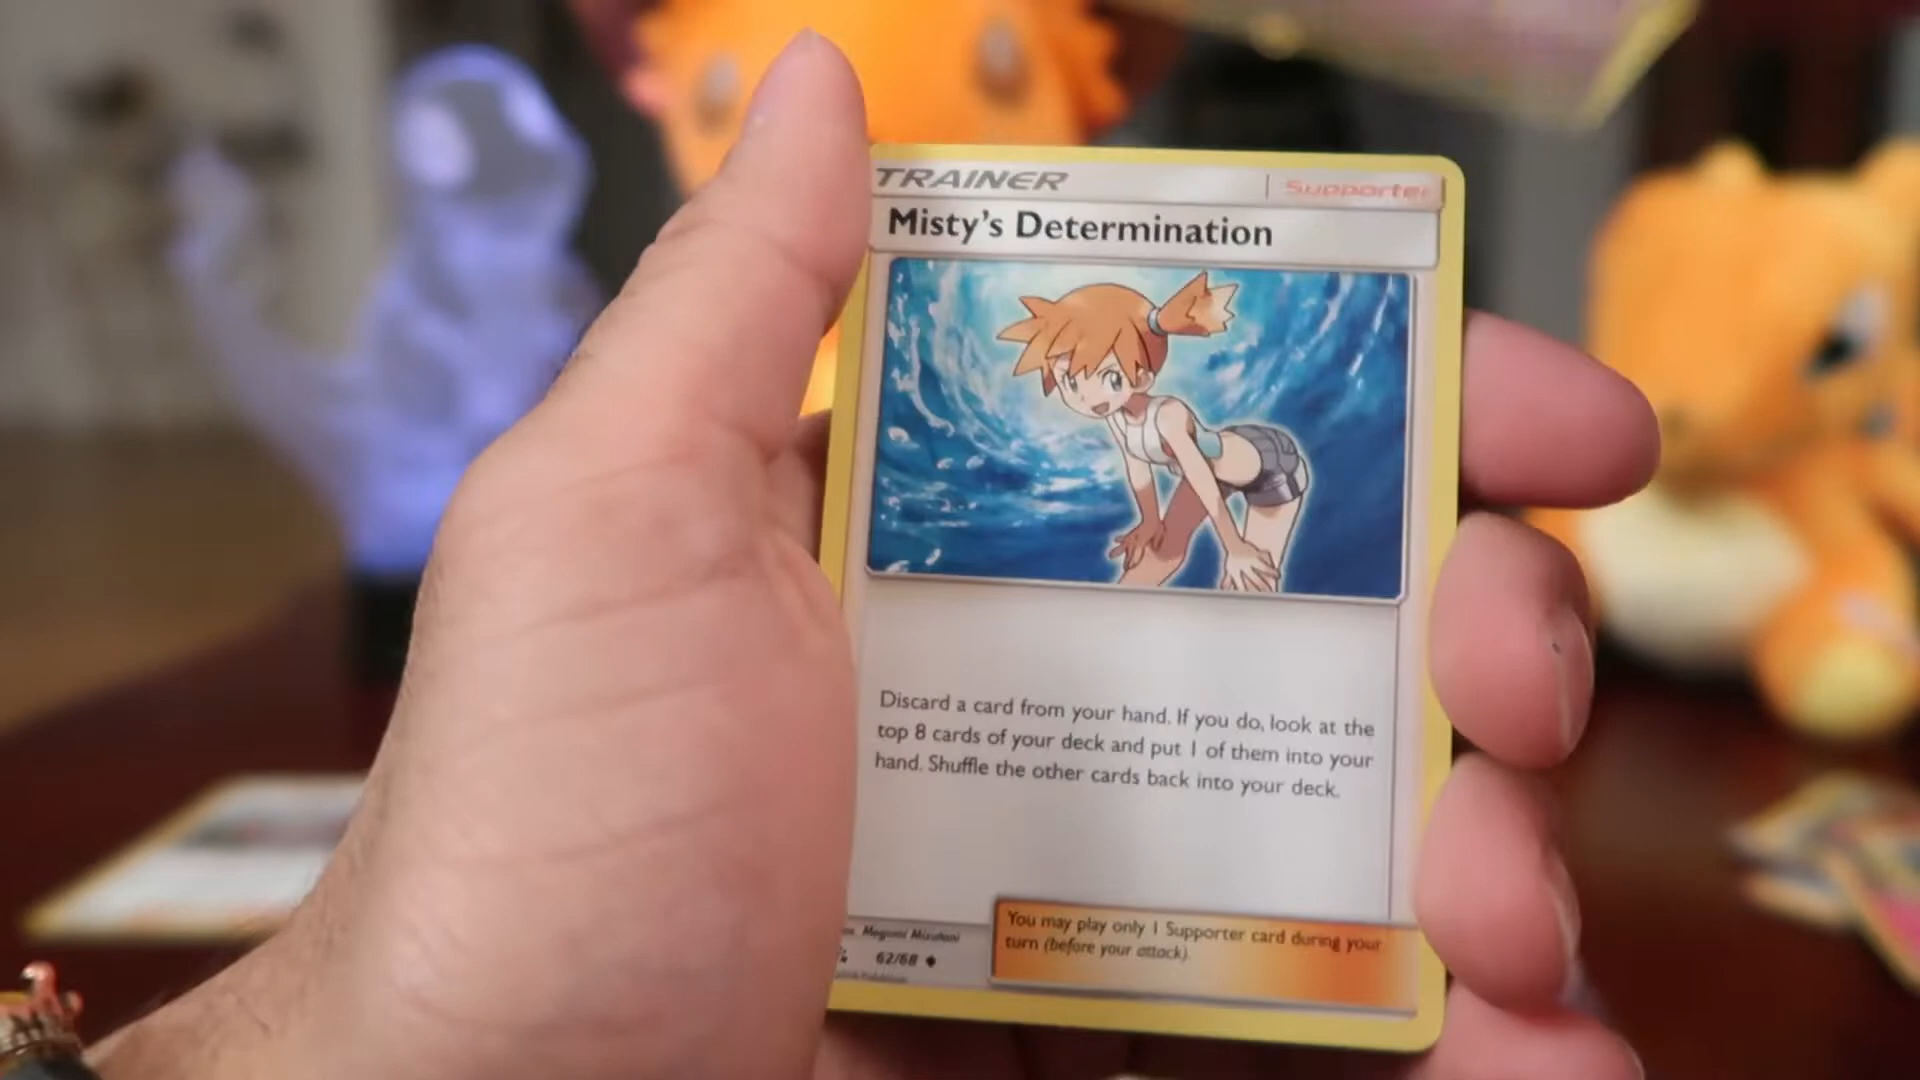 TRAINER
Supporter
Misty's Determination
Discard a card from your hand. If you do, look at the
top 8 cards of your deck and put 1 of them into your
hand. Shuffle the other cards back into your deck.
You may play only 1 Supporter card during your
turn (before your attack).
Megumi Mizutani
62/68